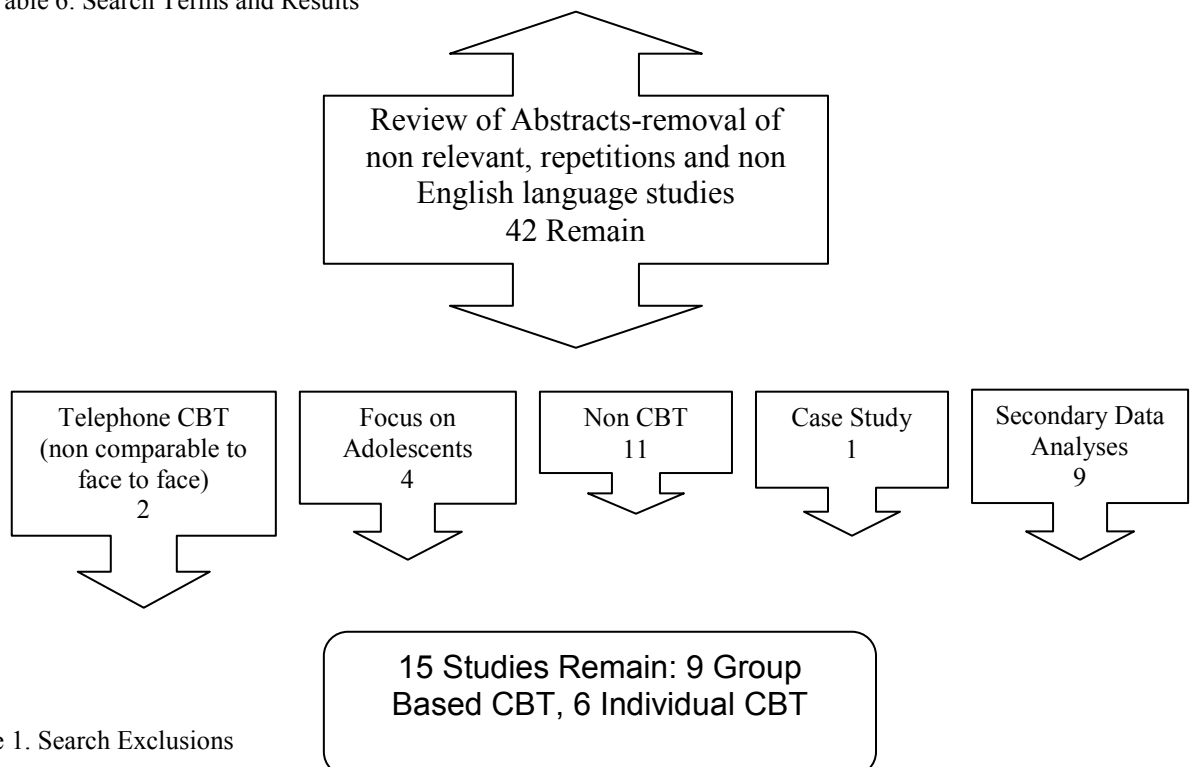 able 6. Search Terms and Results
Review of Abstracts-removal of
non relevant, repetitions and non
English language studies
42 Remain
Telephone CBT
(non comparable to
face to face)
2
Focus on
Adolescents
4
Non CBT
11
Case Study
1
Secondary Data
Analyses
9
15 Studies Remain: 9 Group
Based CBT, 6 Individual CBT
e 1. Search Exclusions